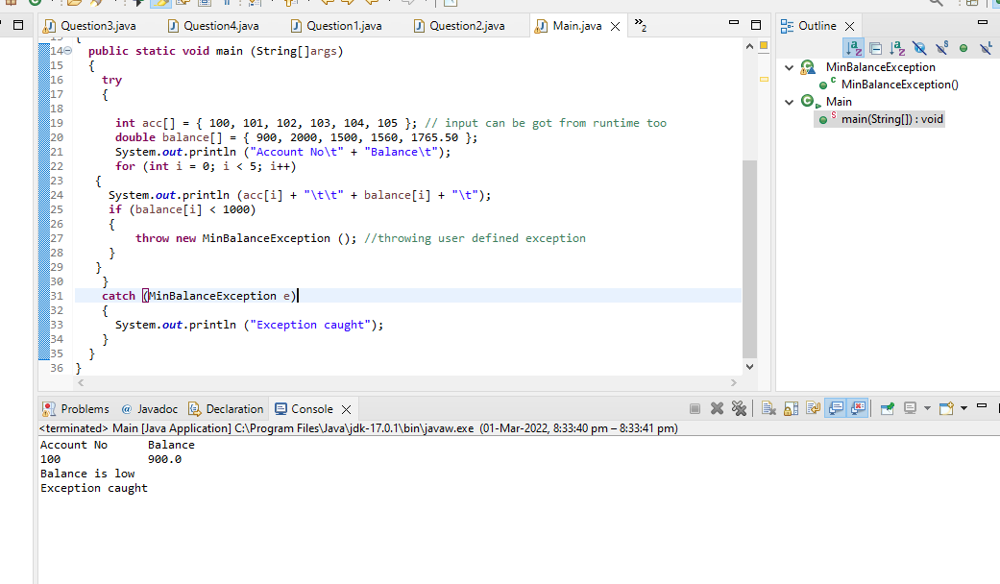 Question3.java
Question4.java
Question1.java
Question2.java
Main.java
»2
14 public static void main (String[]args)
15 {
16 try
17 {
18
19 int acc[] = { 100, 101, 102, 103, 104, 105 }; // input can be got from runtime too
20 double balance[] = { 900, 2000, 1500, 1560, 1765.50 };
21 System.out.println ("Account No\t" + "Balance\t");
22 for (int i = 0; i < 5; i++)
23 {
24 System.out.println (acc[i] + "\t\t" + balance[i] + "\t");
25 if (balance[i] < 1000)
26 {
27 throw new MinBalanceException (); //throwing user defined exception
28 }
29 }
30 }
31 catch (MinBalanceException e)
32 {
33 System.out.println ("Exception caught");
34 }
35 }
36 }
Outline
MinBalanceException
MinBalanceException()
Main
main(String[]) : void
Problems
@ Javadoc
Declaration
Console
<terminated> Main [Java Application] C:\Program Files\Java\jdk-17.0.1\bin\javaw.exe (01-Mar-2022, 8:33:40 pm – 8:33:41 pm)
Account No Balance
100 900.0
Balance is low
Exception caught